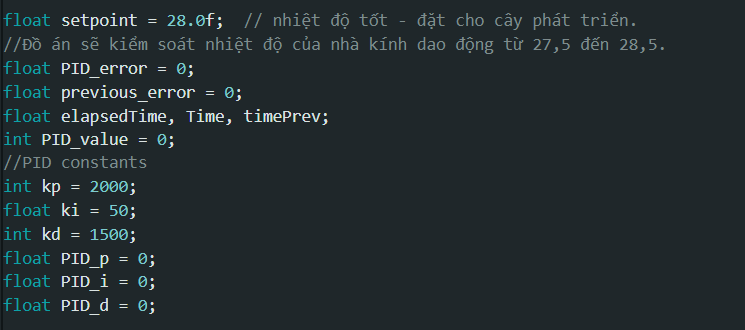 float setpoint = 28.0f;  // nhiệt độ tốt - đặt cho cây phát triển.
//Đồ án sẽ kiểm soát nhiệt độ của nhà kính dao động từ 27,5 đến 28,5.
float PID_error = 0;
float previous_error = 0;
float elapsedTime, Time, timePrev;
int PID_value = 0;
//PID constants
int kp = 2000;
float ki = 50;
int kd = 1500;
float PID_p = 0;
float PID_i = 0;
float PID_d = 0;